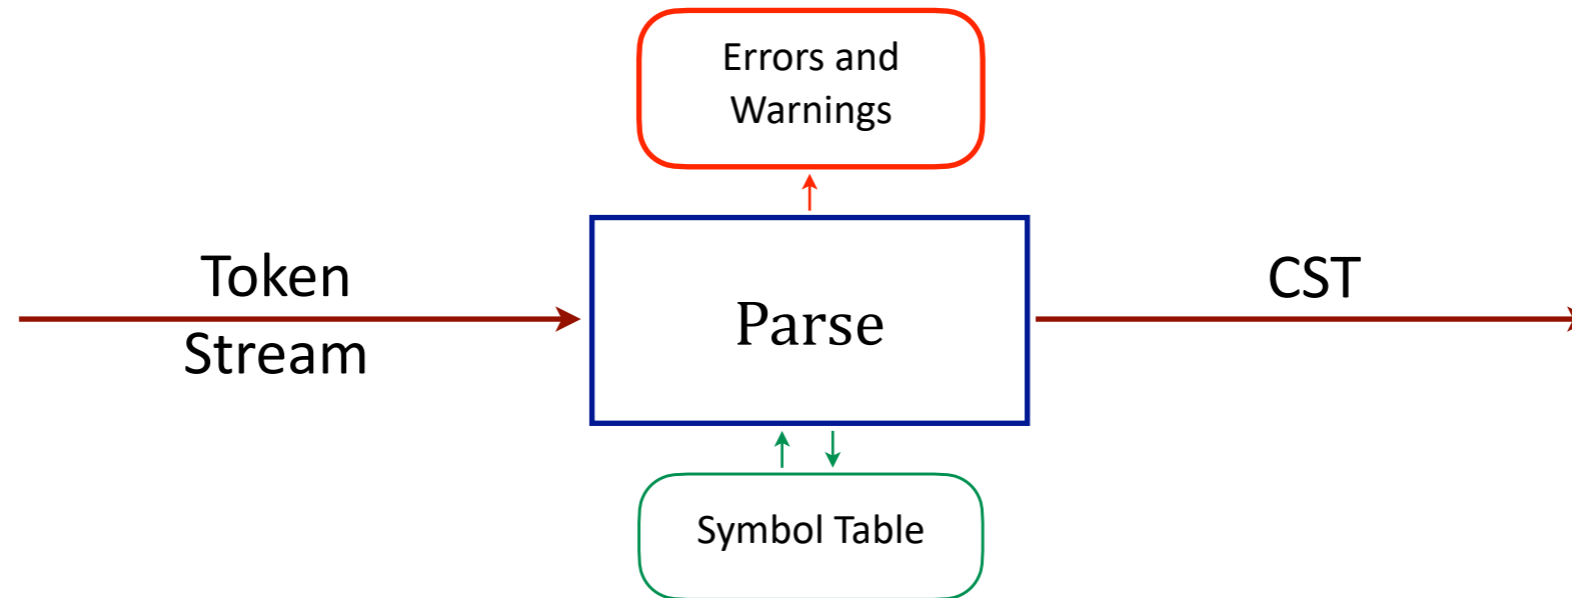 Errors and
Warnings
Token
Stream
Parse
CST
Symbol Table